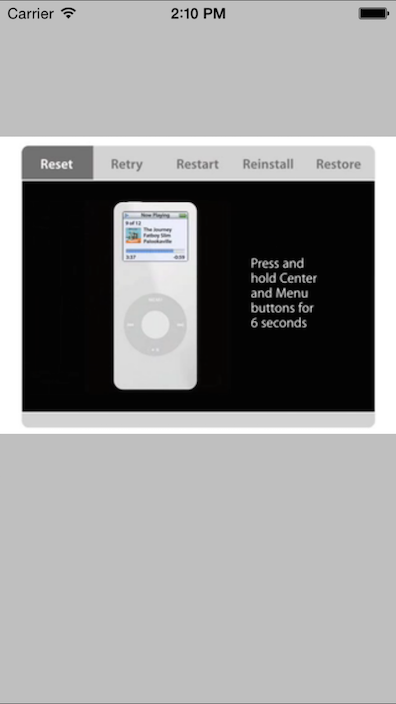 Carrier 2:10 PM
Reset Retry Restart Reinstall Restore
Now Playing
9 of 12
The Journey
Fatboy Slim
Palookaville
3:57 -0:59
MENU
Press and
hold Center
and Menu
buttons for
6 seconds